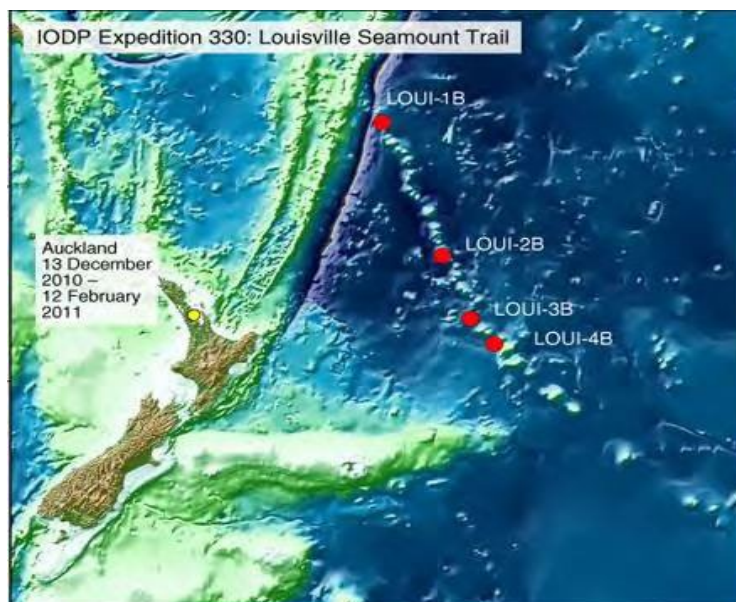 IODP Expedition 330: Louisville Seamount Trail
LOUI-1B
Auckland
13 December
2010 –
12 February
2011
LOUI-2B
LOUI-3B
LOUI-4B